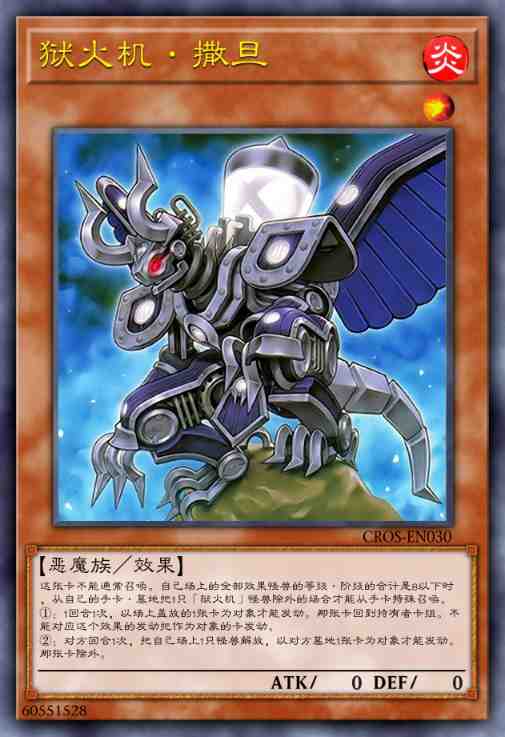 狱火机·撒旦
炎
CROS-EN030
【恶魔族／效果】
这张卡不能通常召唤。自己场上的全部效果怪兽的等级·阶级的合计是8以下时，从自己的手卡·墓地把1只「狱火机」怪兽除外的场合才能从手卡特殊召唤。
①：1回合1次，以场上盖放的1张卡为对象才能发动。那张卡回到持有者卡组。不能对应这个效果的发动把作为对象的卡发动。
②：对方回合1次，把自己场上1只怪兽解放，以对方墓地1张卡为对象才能发动。那张卡除外。
ATK/ 0 DEF/ 0
60551528